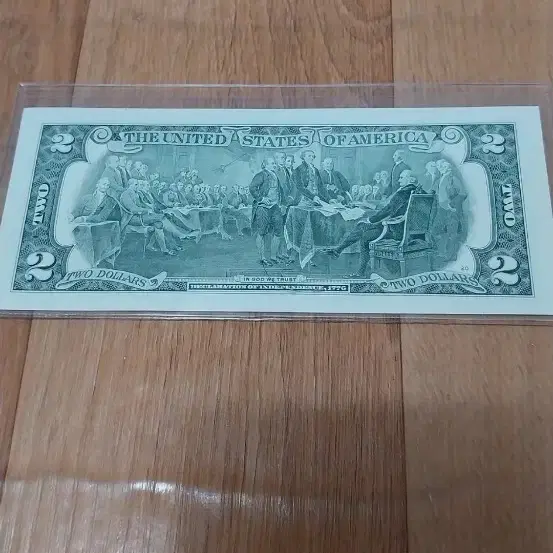 2 THE UNITED STATES OF AMERICA 2
TWO TWO
2 TWO DOLLARS IN GOD WE TRUST TWO DOLLARS 2
DECLARATION OF INDEPENDENCE, 1776